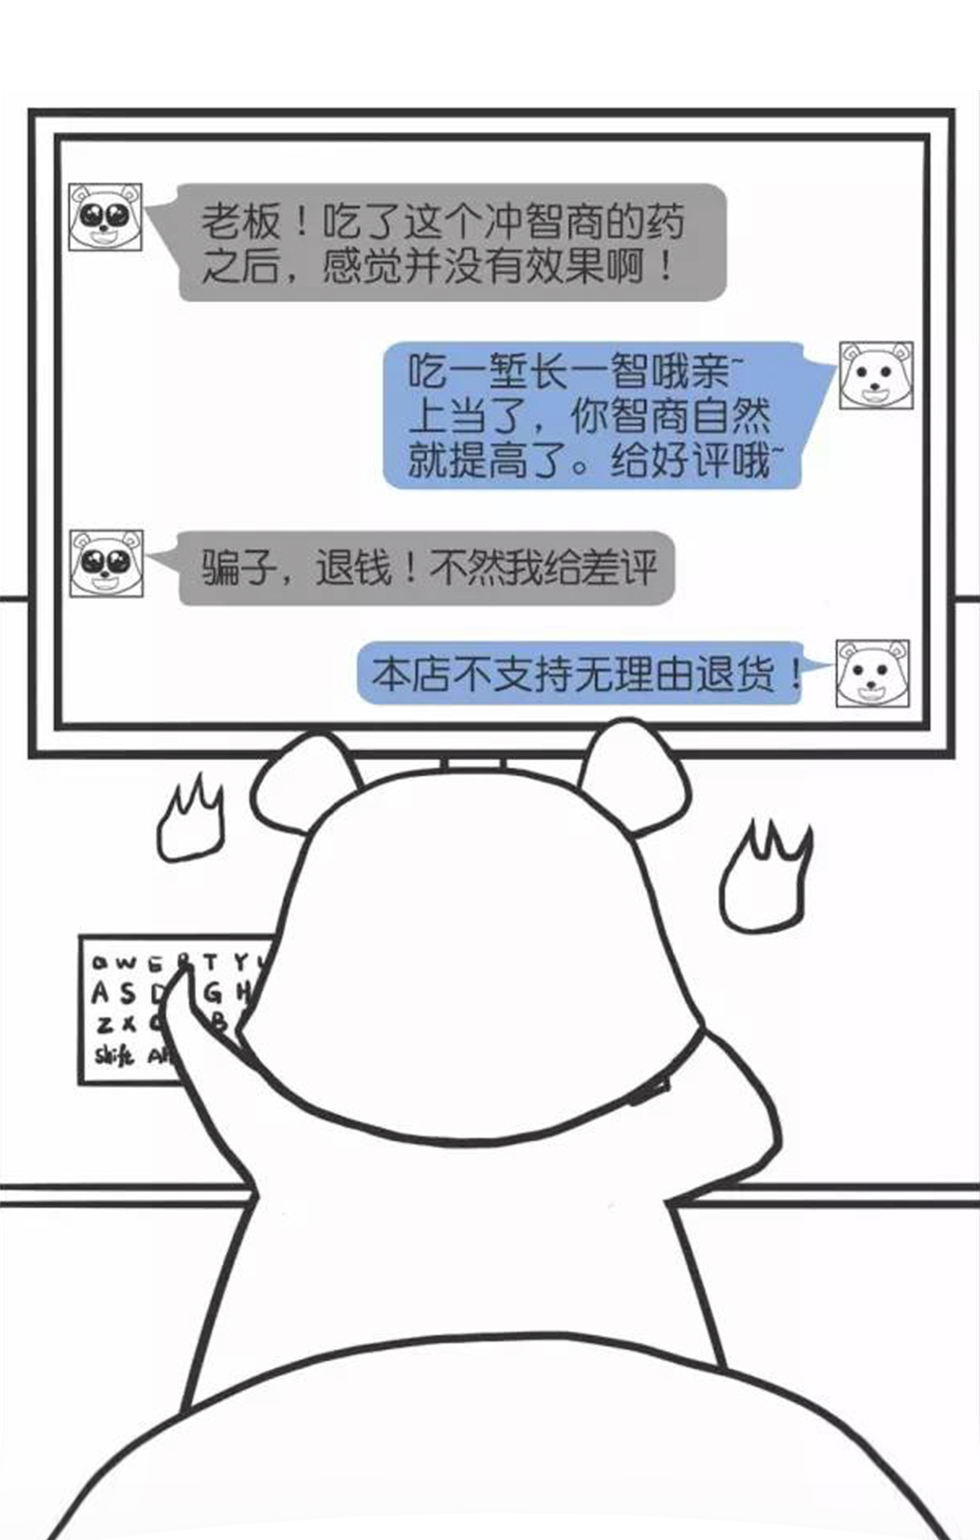 老板！吃了这个冲智商的药
之后，感觉并没有效果啊！
吃一堑长一智哦亲~
上当了，你智商自然
就提高了。给好评哦~
骗子，退钱！不然我给差评
本店不支持无理由退货！
Q W E R T Y
A S D G H
Z X C B
Shift Alt